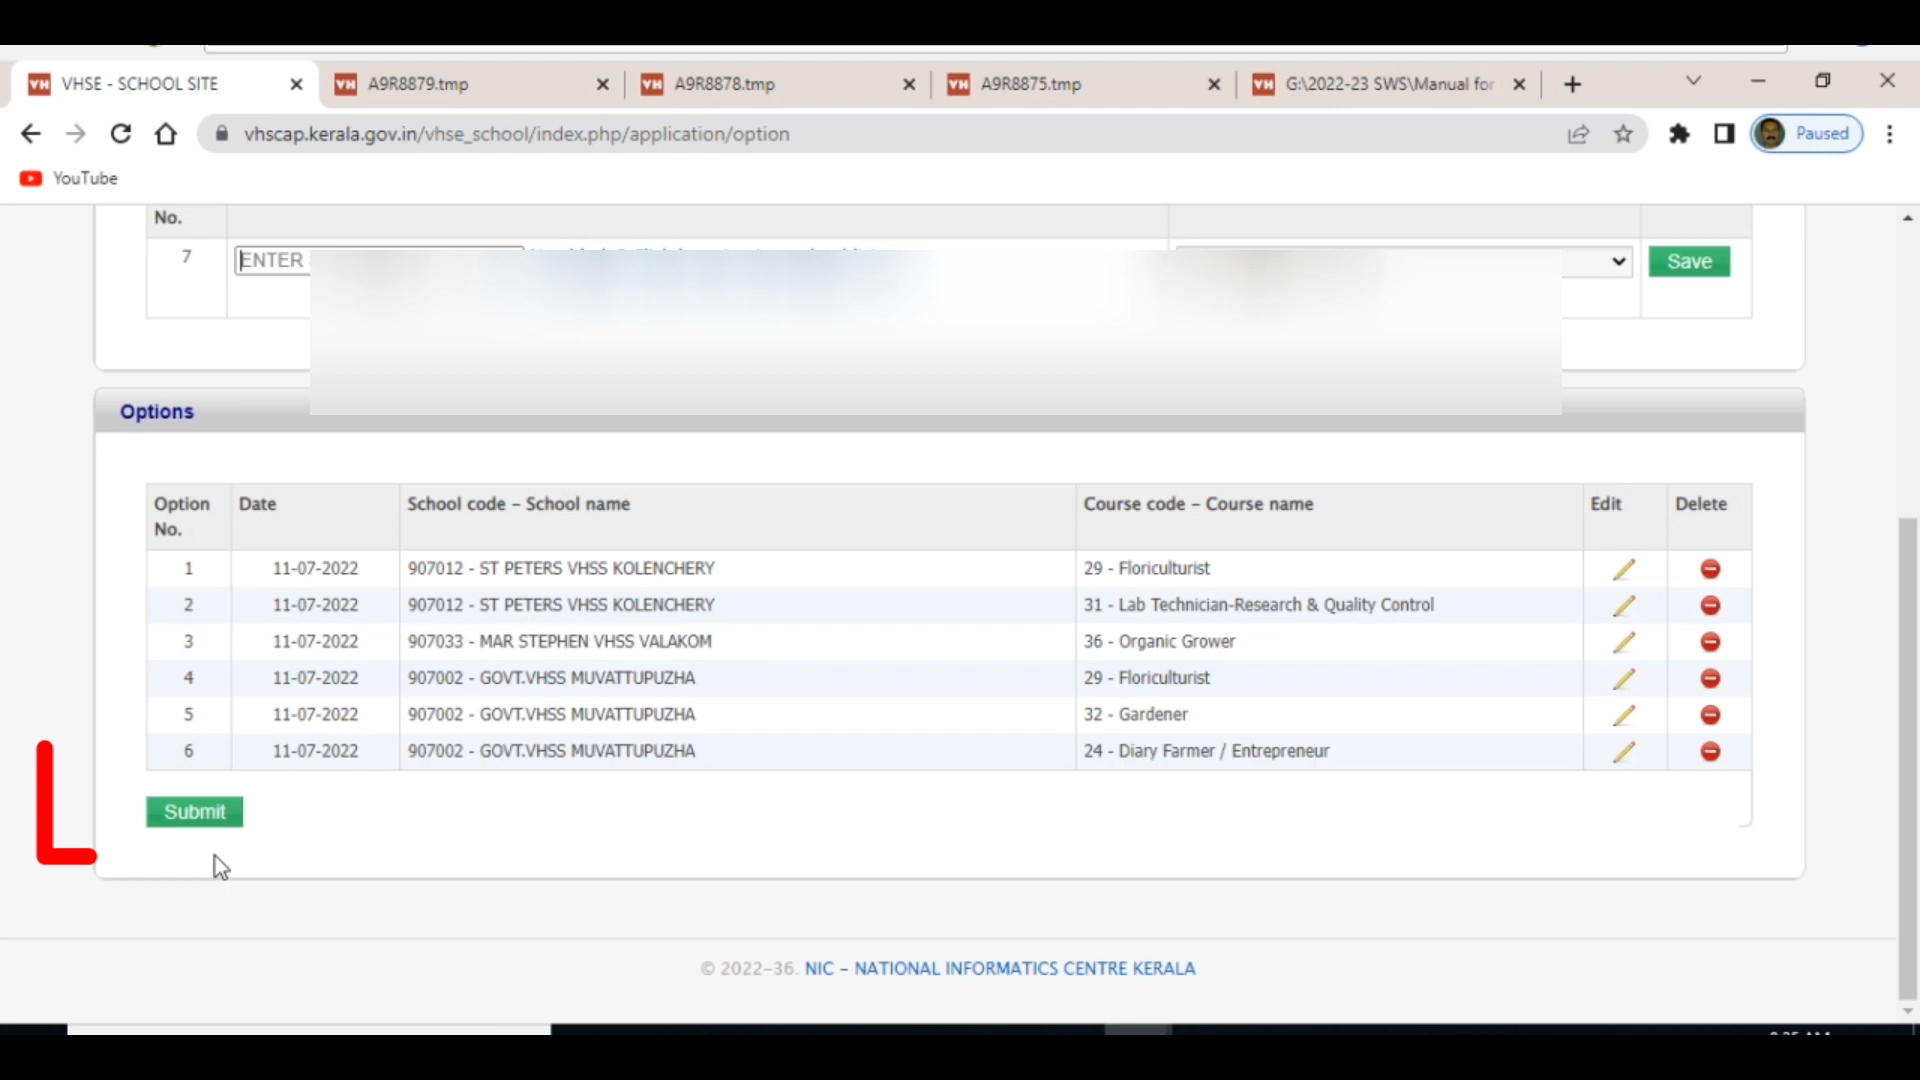 VHSE - SCHOOL SITE
A9R8879.tmp
A9R8878.tmp
A9R8875.tmp
G:\2022-23 SWS\Manual for
vhscap.kerala.gov.in/vhse_school/index.php/application/option
Paused
YouTube
No.
7 ENTER Save
Options
Option No. Date School code – School name Course code – Course name Edit Delete
1 11-07-2022 907012 - ST PETERS VHSS KOLENCHERY 29 - Floriculturist
2 11-07-2022 907012 - ST PETERS VHSS KOLENCHERY 31 - Lab Technician-Research & Quality Control
3 11-07-2022 907033 - MAR STEPHEN VHSS VALAKOM 36 - Organic Grower
4 11-07-2022 907002 - GOVT.VHSS MUVATTUPUZHA 29 - Floriculturist
5 11-07-2022 907002 - GOVT.VHSS MUVATTUPUZHA 32 - Gardener
6 11-07-2022 907002 - GOVT.VHSS MUVATTUPUZHA 24 - Diary Farmer / Entrepreneur
Submit
© 2022–36. NIC – NATIONAL INFORMATICS CENTRE KERALA